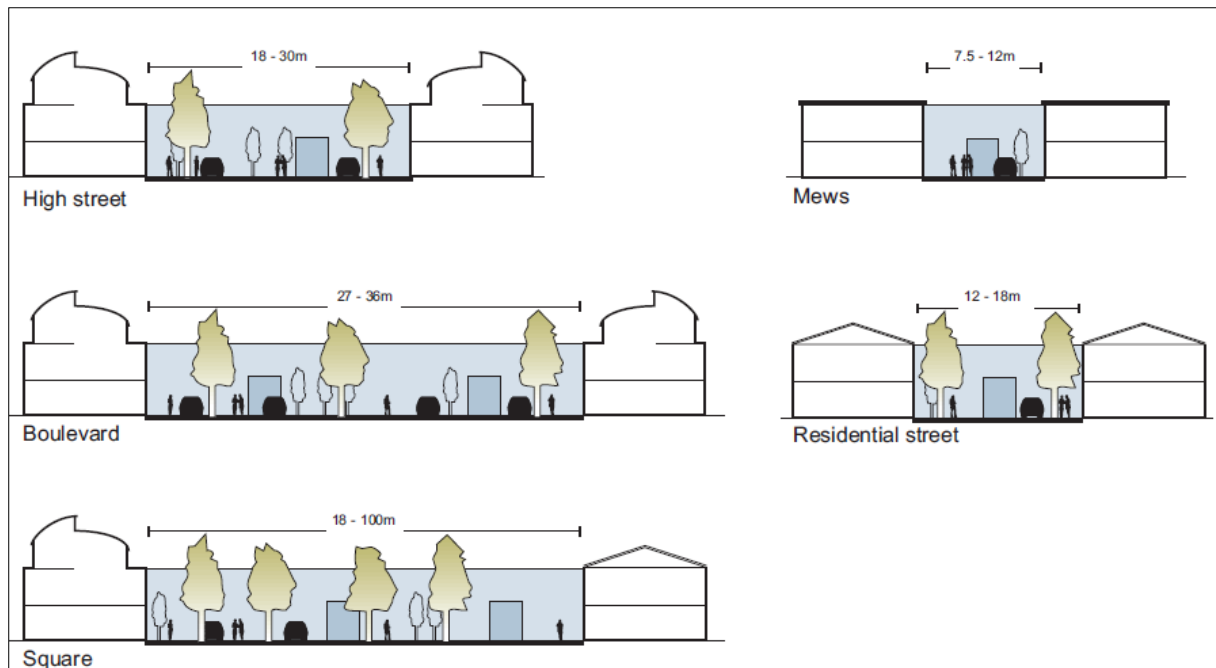 18 - 30m
High street
7.5 - 12m
Mews
27 - 36m
Boulevard
12 - 18m
Residential street
18 - 100m
Square